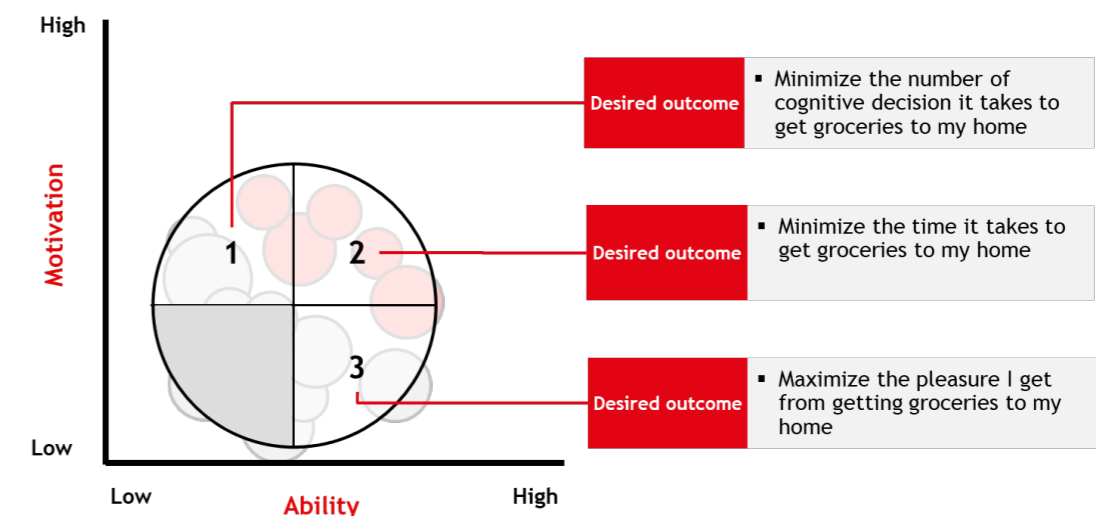 High
Motivation
Low
Low
Ability
High
1
2
3
Desired outcome
▪ Minimize the number of
cognitive decision it takes to
get groceries to my home
Desired outcome
▪ Minimize the time it takes to
get groceries to my home
Desired outcome
▪ Maximize the pleasure I get
from getting groceries to my
home